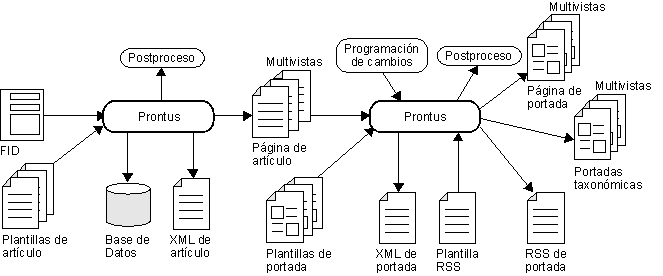 Multivistas
Postproceso
Programación
de cambios
Postproceso
Multivistas
Página de
portada
Multivistas
FID
Prontus
Página de
artículo
Prontus
Portadas
taxonómicas
Plantillas de
artículo
Base de
Datos
XML de
artículo
Plantillas de
portada
XML de
portada
Plantilla
RSS
RSS de
portada